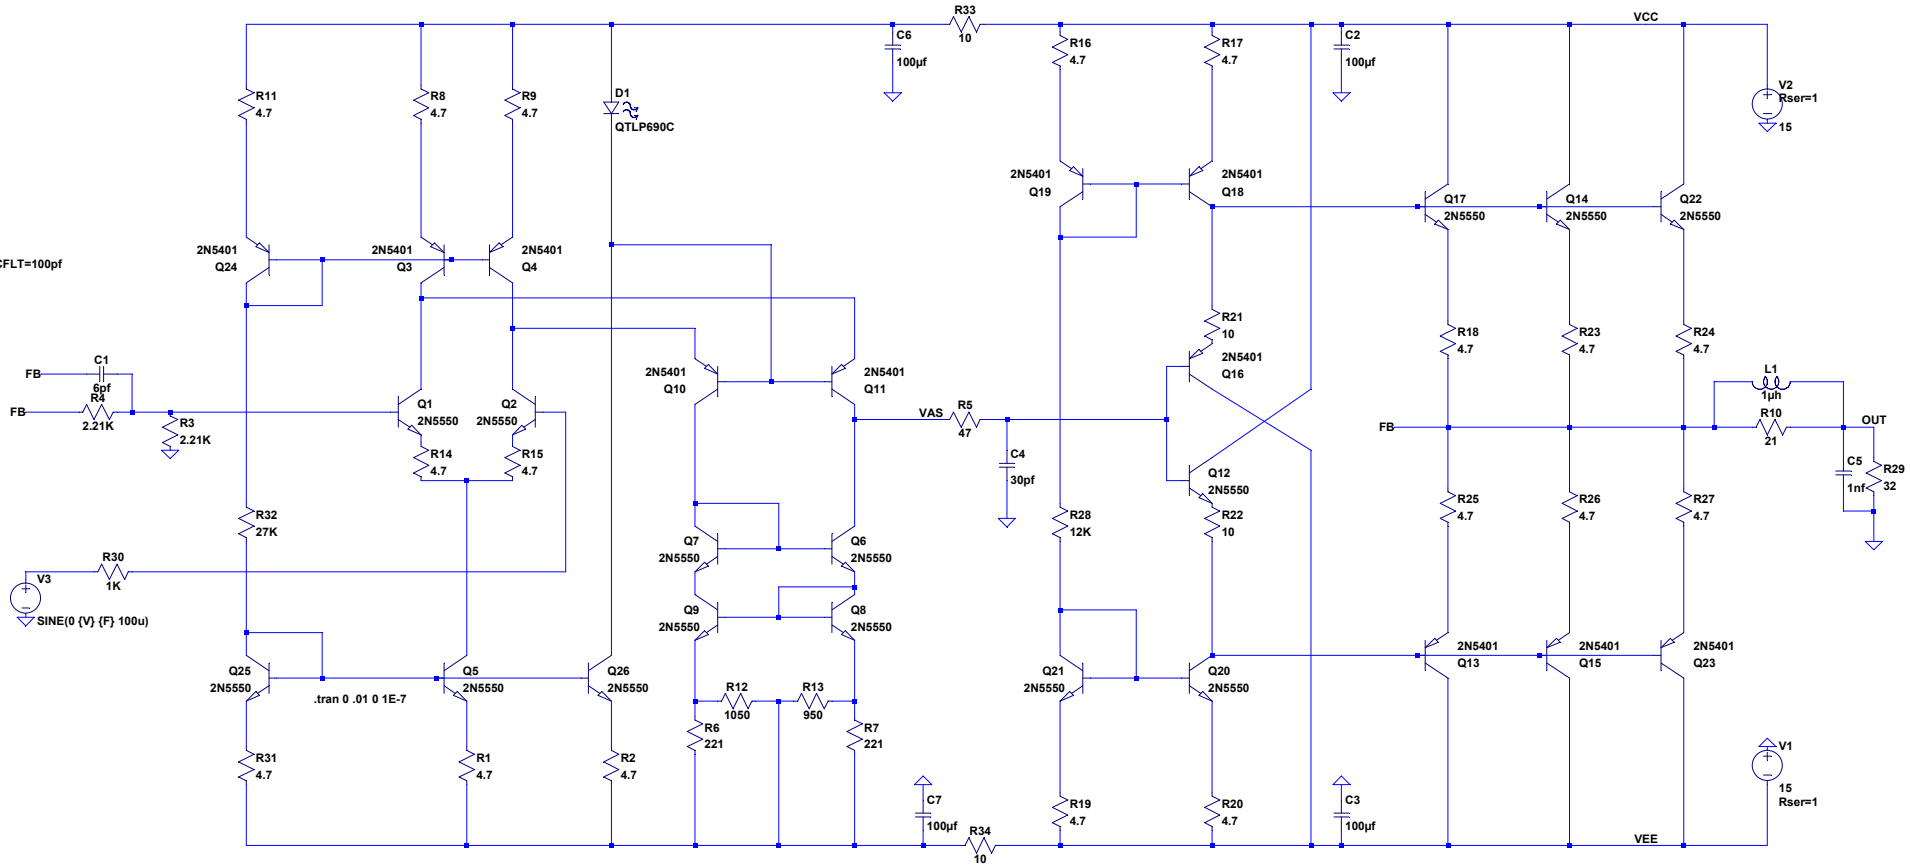 R33
10
VCC
C6
100µf
R16
4.7
R17
4.7
C2
100µf
V2
Rser=1
15
R11
4.7
R8
4.7
R9
4.7
D1
QTLP690C
2N5401
Q19
2N5401
Q18
Q17
2N5550
Q14
2N5550
Q22
2N5550
2N5401
Q24
2N5401
Q3
2N5401
Q4
CFLT=100pf
R21
10
R18
4.7
R23
4.7
R24
4.7
C1
FB
6pf
R4
FB
2.21K
R3
2.21K
Q1
2N5550
Q2
2N5550
2N5401
Q10
2N5401
Q11
2N5401
Q16
VAS
R5
47
L1
1µh
R10
21
FB
OUT
R14
4.7
R15
4.7
C4
30pf
Q12
2N5550
C5
1nf
R29
32
R32
27K
R28
12K
R22
10
R25
4.7
R26
4.7
R27
4.7
Q7
2N5550
Q6
2N5550
R30
1K
V3
SINE(0 {V} {F} 100u)
Q9
2N5550
Q8
2N5550
Q25
2N5550
Q5
2N5550
Q26
2N5550
.tran 0 .01 0 1E-7
Q21
2N5550
Q20
2N5550
2N5401
Q13
2N5401
Q15
2N5401
Q23
R12
1050
R13
950
R6
221
R7
221
R31
4.7
R1
4.7
R2
4.7
V1
15
Rser=1
C7
100µf
R19
4.7
R20
4.7
C3
100µf
R34
10
VEE